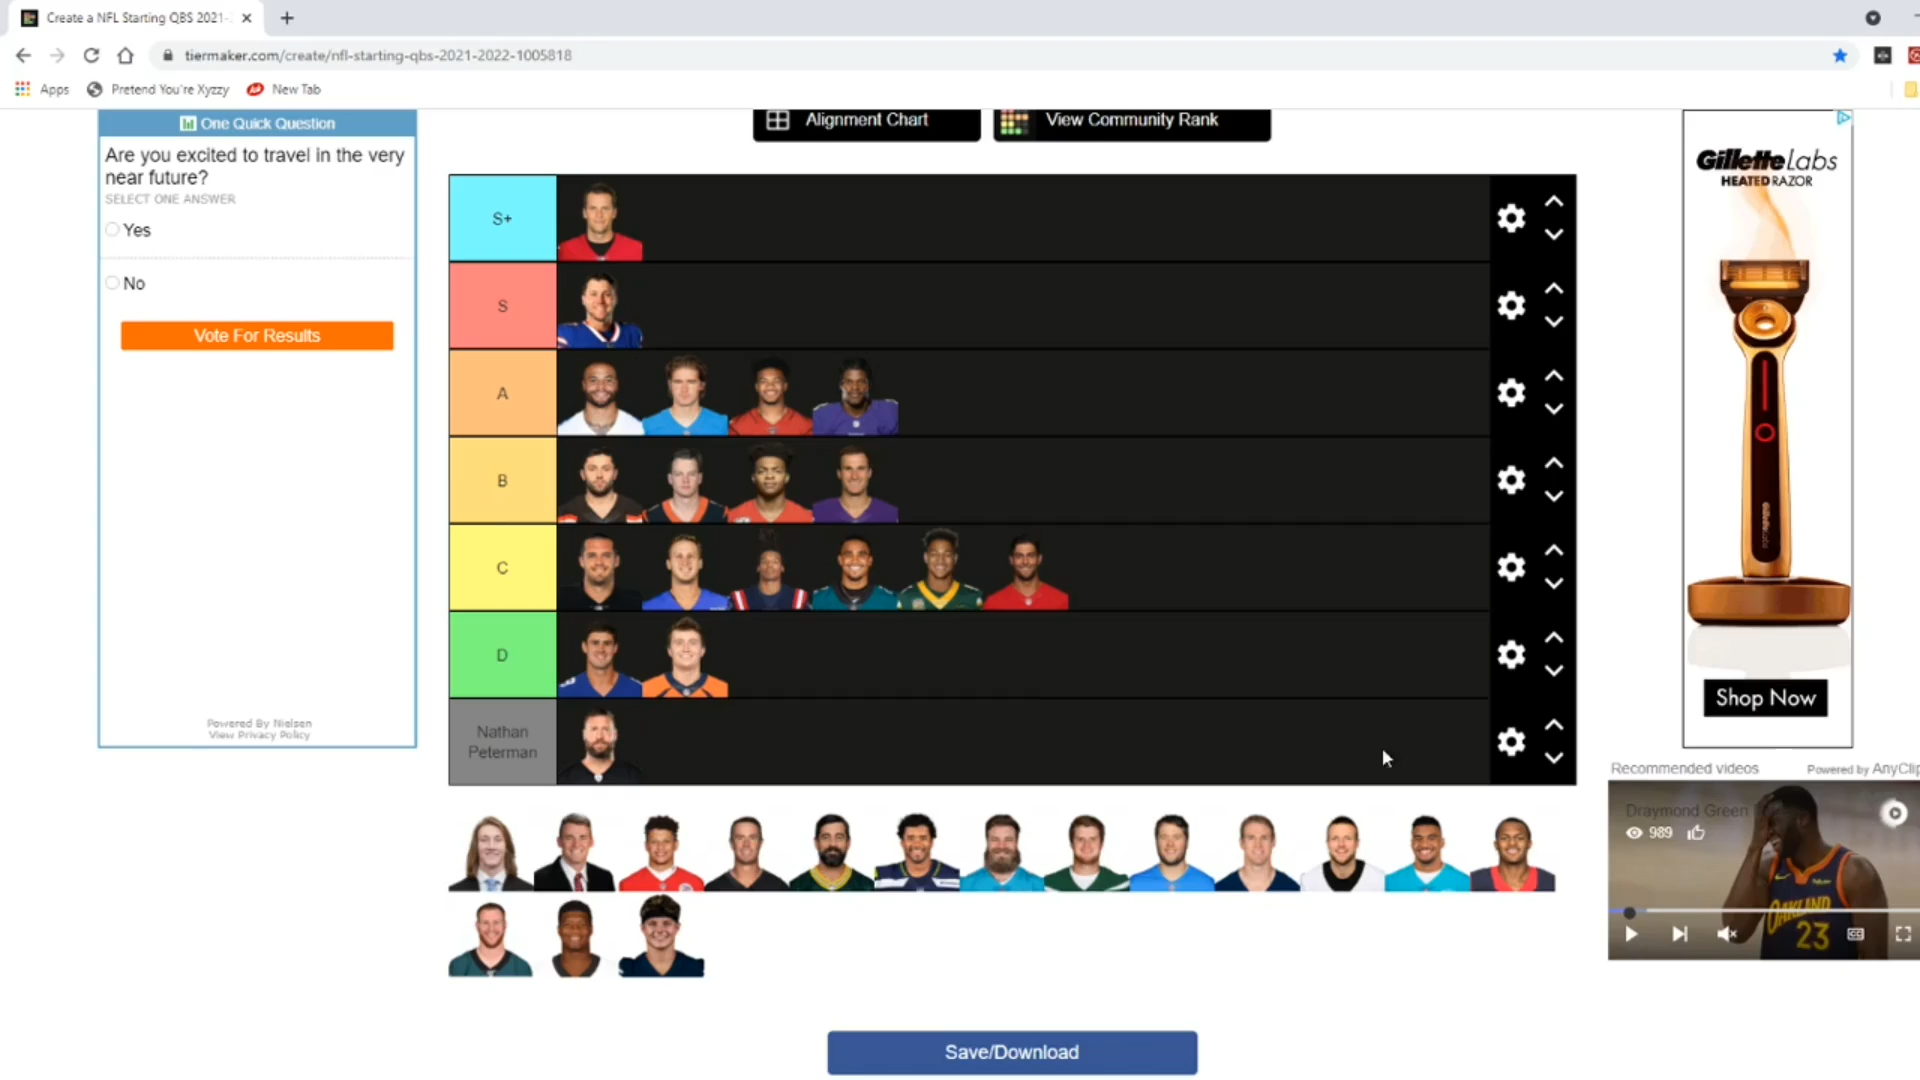 Create a NFL Starting QBS 2021-
tiermaker.com/create/nfl-starting-qbs-2021-2022-1005818
Apps
Pretend You're Xyzzy
New Tab
One Quick Question
Are you excited to travel in the very
near future?
SELECT ONE ANSWER
Yes
No
Vote For Results
Powered By Nielsen
View Privacy Policy
Alignment Chart
View Community Rank
S+
S
A
B
C
D
Nathan
Peterman
Save/Download
Gillette Labs
HEATED RAZOR
Shop Now
Recommended videos
Powered by AnyClip
Draymond Green
989
OAKLAND
23